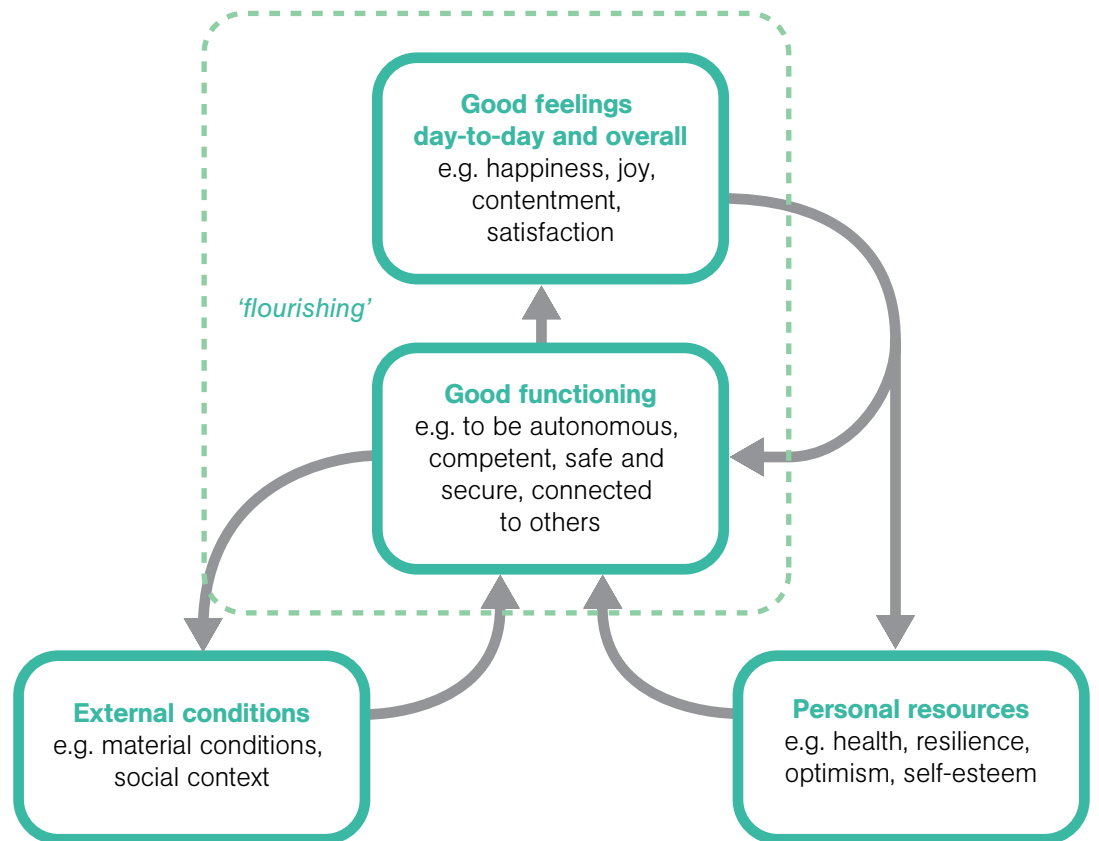 Good feelings
day-to-day and overall
e.g. happiness, joy,
contentment,
satisfaction
‘flourishing’
Good functioning
e.g. to be autonomous,
competent, safe and
secure, connected
to others
External conditions
e.g. material conditions,
social context
Personal resources
e.g. health, resilience,
optimism, self-esteem